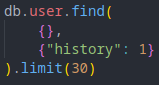 db.user.find(
    {},
    {"history": 1}
).limit(30)